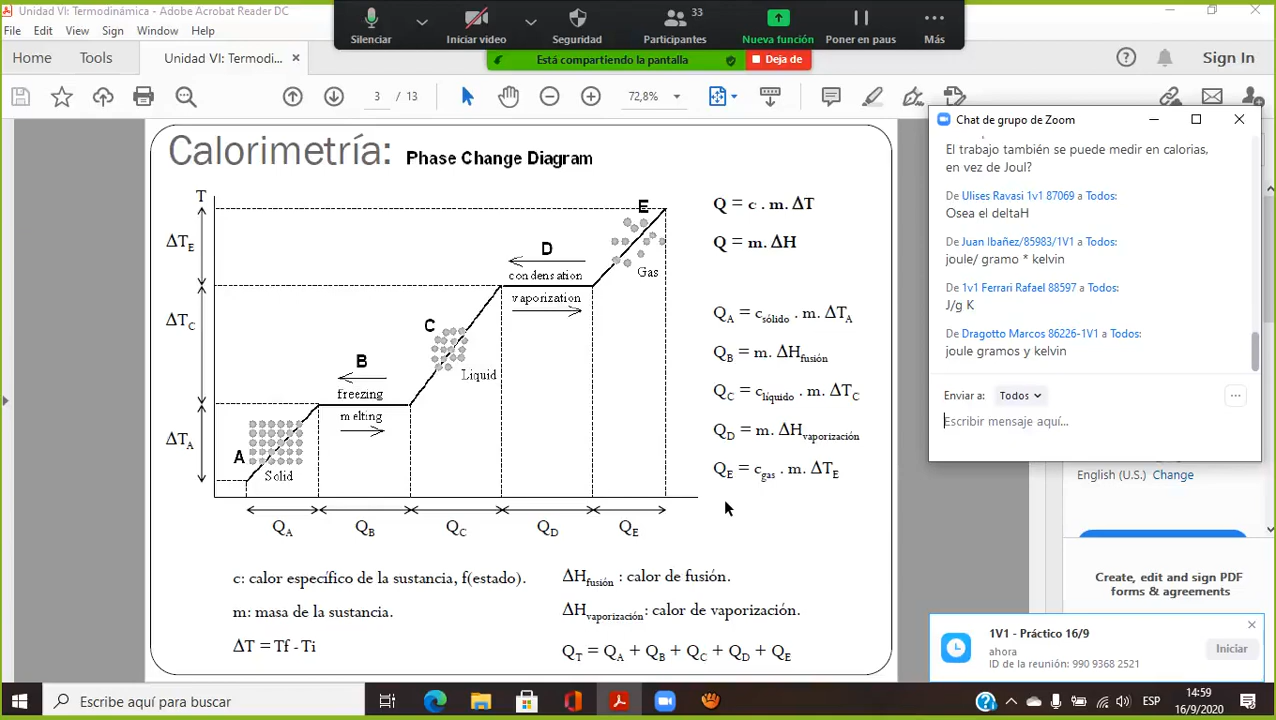 Unidad VI: Termodinámica - Adobe Acrobat Reader DC
File Edit View Sign Window Help
Home Tools Unidad VI: Termodi... ×
Sign In
3 / 13
72,8%
Silenciar
Iniciar video
Seguridad
33
Participantes
Nueva función
Poner en paus
Más
Está compartiendo la pantalla
Deja de
Calorimetría: Phase Change Diagram
T
ΔT_E
ΔT_C
ΔT_A
A
Solid
B
freezing
melting
C
Liquid
D
condensation
vaporization
E
Gas
Q_A Q_B Q_C Q_D Q_E
Q = c . m. ΔT
Q = m. ΔH
Q_A = c_sólido . m. ΔT_A
Q_B = m. ΔH_fusión
Q_C = c_líquido . m. ΔT_C
Q_D = m. ΔH_vaporización
Q_E = c_gas . m. ΔT_E
c: calor específico de la sustancia, f(estado).
m: masa de la sustancia.
ΔT = Tf - Ti
ΔH_fusión : calor de fusión.
ΔH_vaporización: calor de vaporización.
Q_T = Q_A + Q_B + Q_C + Q_D + Q_E
Chat de grupo de Zoom
El trabajo también se puede medir en calorias,
en vez de Joul?
De Ulises Ravasi 1v1 87069 a Todos:
Osea el deltaH
De Juan Ibañez/85983/1V1 a Todos:
joule/ gramo * kelvin
De 1v1 Ferrari Rafael 88597 a Todos:
J/g K
De Dragotto Marcos 86226-1V1 a Todos:
joule gramos y kelvin
Enviar a: Todos
Escribir mensaje aquí...
English (U.S.) Change
Create, edit and sign PDF
forms & agreements
1V1 - Práctico 16/9
ahora
ID de la reunión: 990 9368 2521
Iniciar
Escribe aquí para buscar
ESP
14:59
16/9/2020